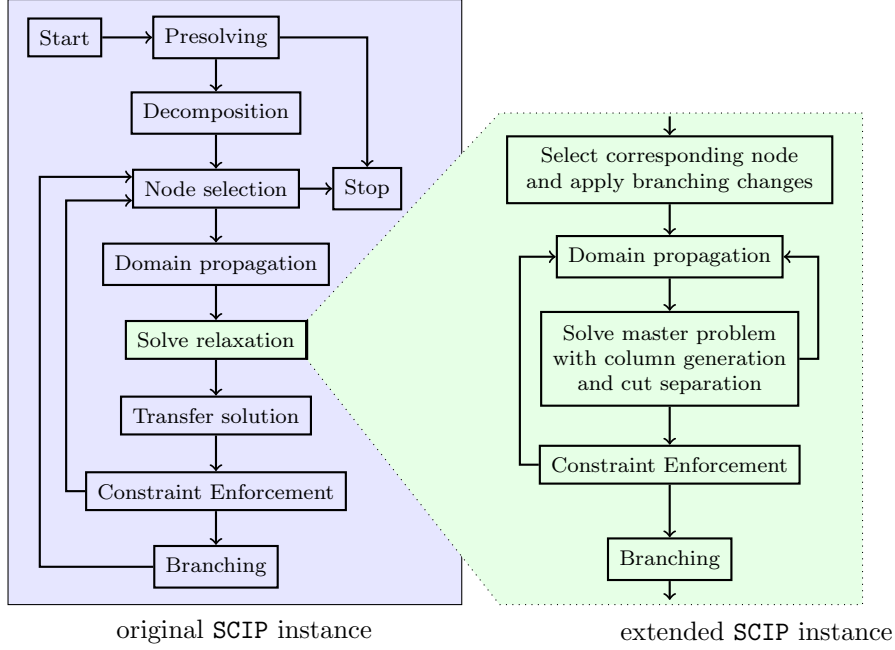 Start
Presolving
Decomposition
Node selection
Stop
Domain propagation
Solve relaxation
Transfer solution
Constraint Enforcement
Branching
original SCIP instance
Select corresponding node
and apply branching changes
Domain propagation
Solve master problem
with column generation
and cut separation
Constraint Enforcement
Branching
extended SCIP instance